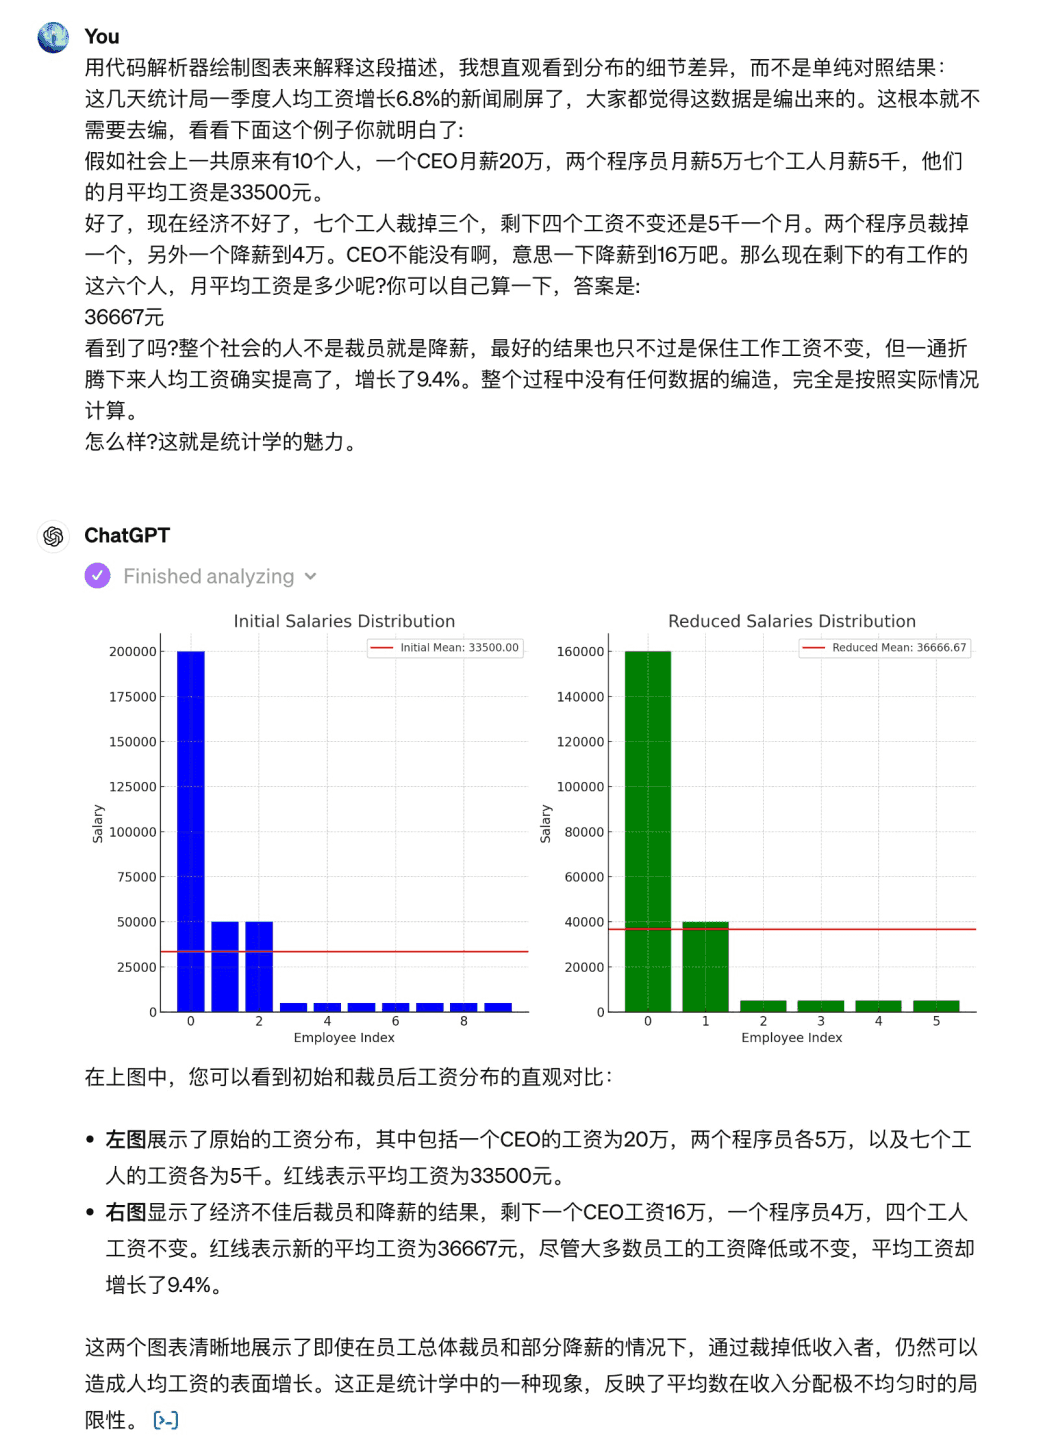 You
用代码解析器绘制图表来解释这段描述，我想直观看到分布的细节差异，而不是单纯对照结果：
这几天统计局一季度人均工资增长6.8%的新闻刷屏了，大家都觉得这数据是编出来的。这根本就不
需要去编，看看下面这个例子你就明白了:
假如社会上一共原来有10个人，一个CEO月薪20万，两个程序员月薪5万七个工人月薪5千，他们
的月平均工资是33500元。
好了，现在经济不好了，七个工人裁掉三个，剩下四个工资不变还是5千一个月。两个程序员裁掉
一个，另外一个降薪到4万。CEO不能没有啊，意思一下降薪到16万吧。那么现在剩下的有工作的
这六个人，月平均工资是多少呢?你可以自己算一下，答案是:
36667元
看到了吗?整个社会的人不是裁员就是降薪，最好的结果也只不过是保住工作工资不变，但一通折
腾下来人均工资确实提高了，增长了9.4%。整个过程中没有任何数据的编造，完全是按照实际情况
计算。
怎么样?这就是统计学的魅力。
ChatGPT
Finished analyzing
Initial Salaries Distribution
Initial Mean: 33500.00
200000
175000
150000
125000
100000
75000
50000
25000
0
Salary
0 2 4 6 8
Employee Index
Reduced Salaries Distribution
Reduced Mean: 36666.67
160000
140000
120000
100000
80000
60000
40000
20000
0
Salary
0 1 2 3 4 5
Employee Index
在上图中，您可以看到初始和裁员后工资分布的直观对比：
• 左图展示了原始的工资分布，其中包括一个CEO的工资为20万，两个程序员各5万，以及七个工
人的工资各为5千。红线表示平均工资为33500元。
• 右图显示了经济不佳后裁员和降薪的结果，剩下一个CEO工资16万，一个程序员4万，四个工人
工资不变。红线表示新的平均工资为36667元，尽管大多数员工的工资降低或不变，平均工资却
增长了9.4%。
这两个图表清晰地展示了即使在员工总体裁员和部分降薪的情况下，通过裁掉低收入者，仍然可以
造成人均工资的表面增长。这正是统计学中的一种现象，反映了平均数在收入分配极不均匀时的局
限性。 [>-]